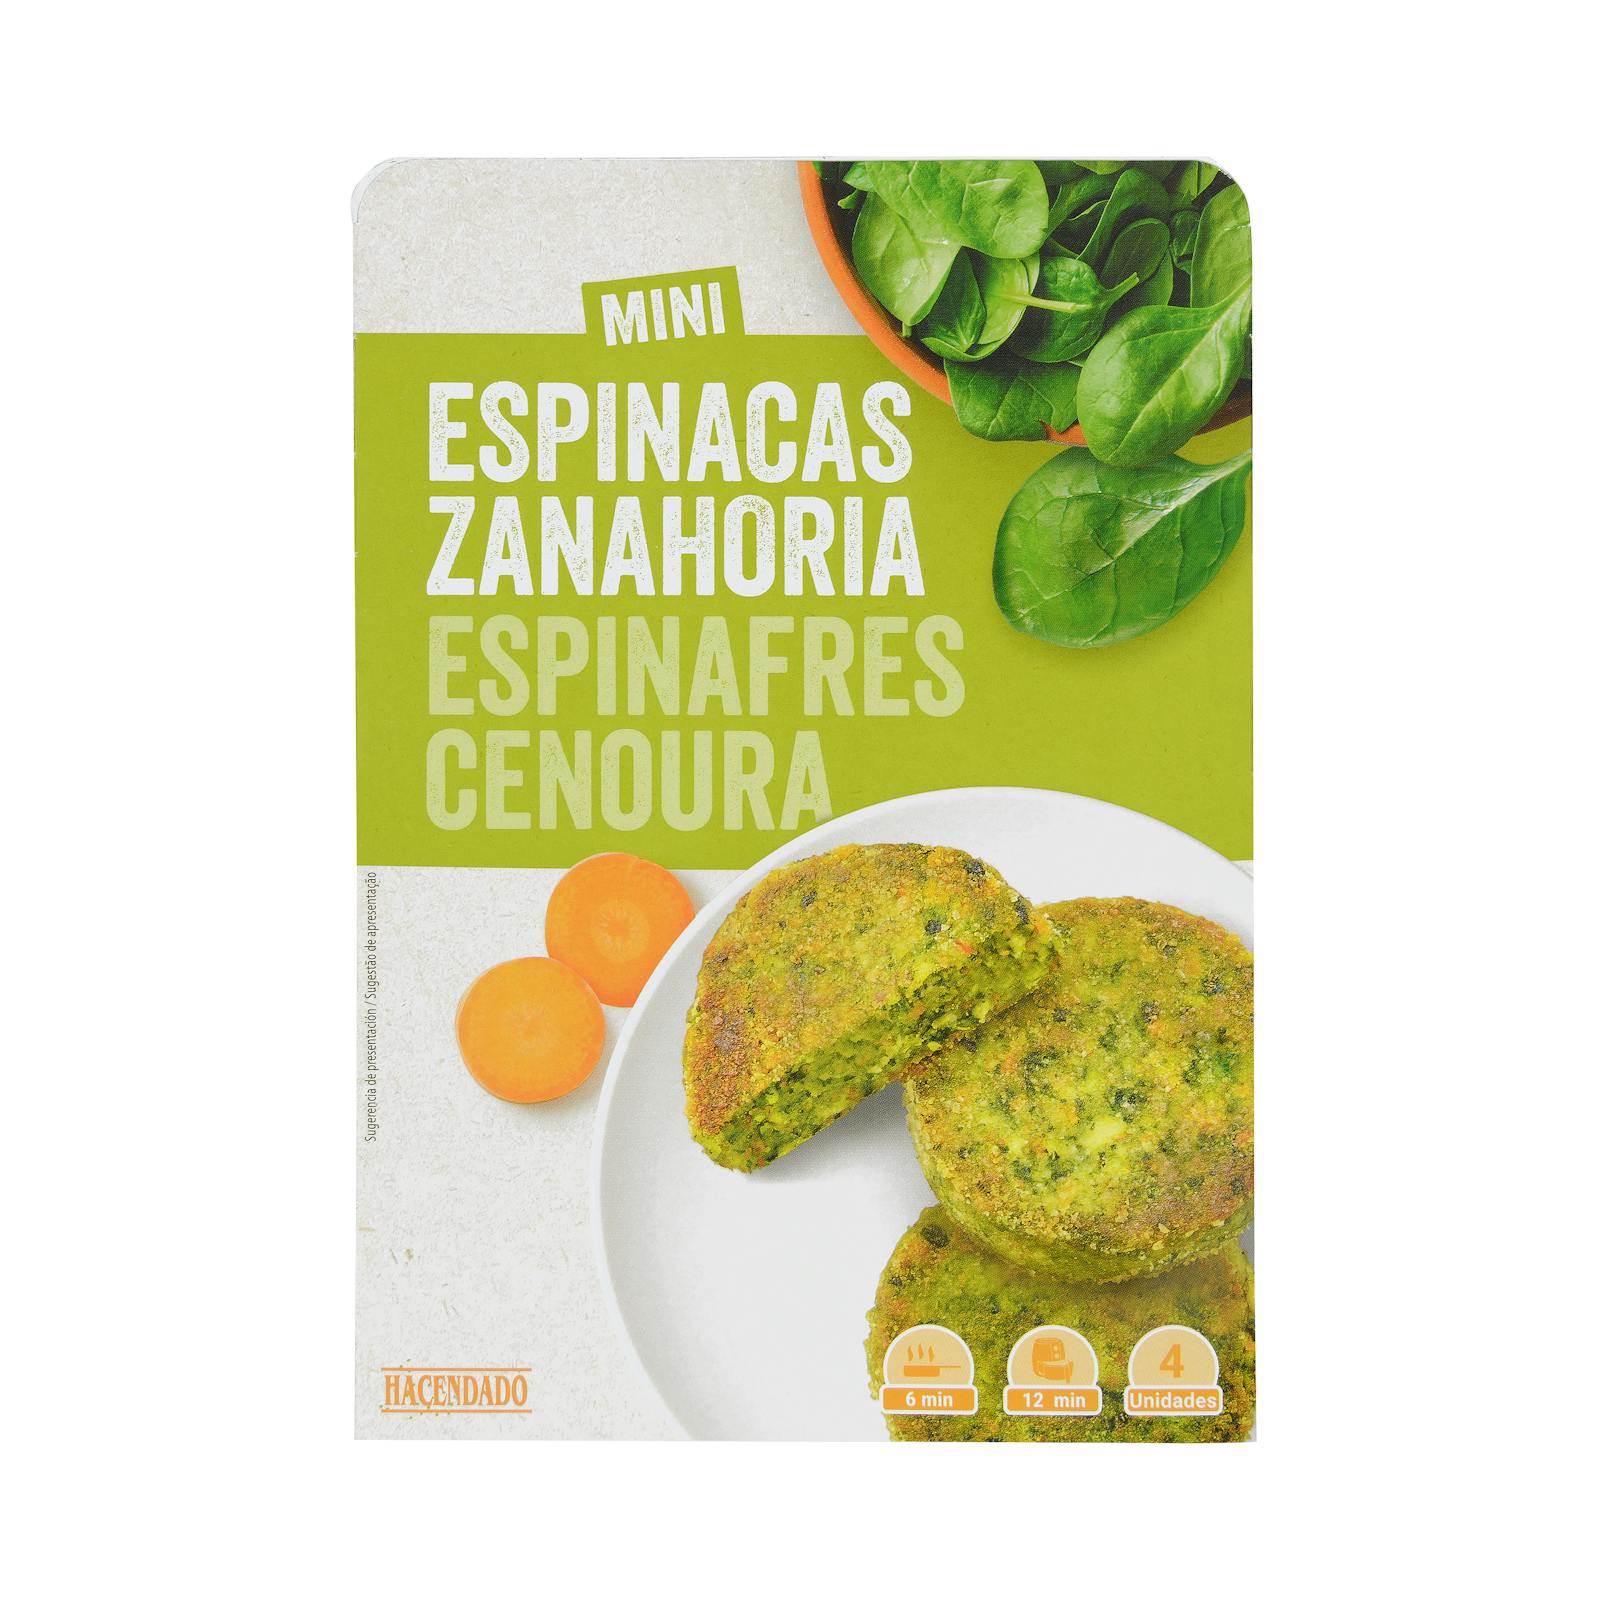 MINI
ESPINACAS
ZANAHORIA
ESPINAFRES
CENOURA
Sugerencia de presentación / Sugestão de apresentação
HACENDADO
6 min
12 min
4
Unidades